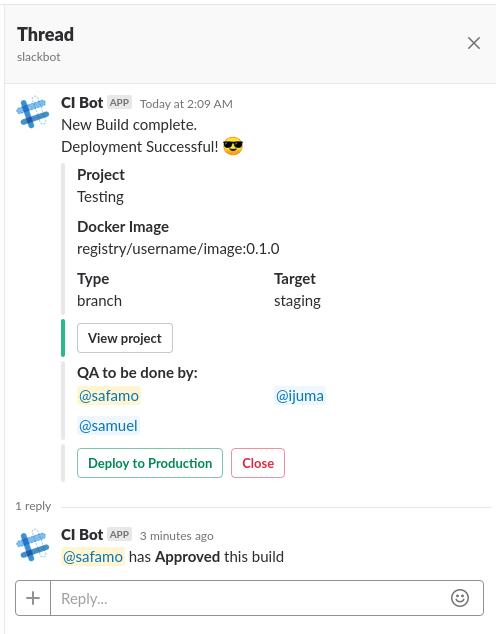 Thread
slackbot
CI Bot APP Today at 2:09 AM
New Build complete.
Deployment Successful! 😎
Project
Testing
Docker Image
registry/username/image:0.1.0
Type Target
branch staging
View project
QA to be done by:
@safamo @ijuma
@samuel
Deploy to Production Close
1 reply
CI Bot APP 3 minutes ago
@safamo has Approved this build
Reply...